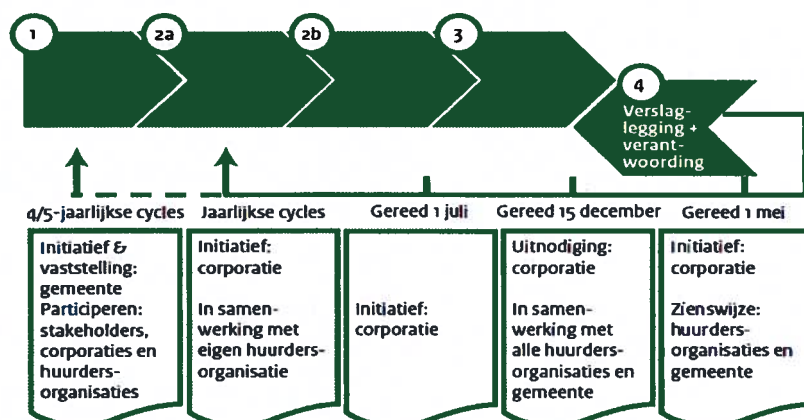 1
2a
2b
3
4
Verslag-
legging +
verant-
woording
4/5-jaarlijkse cycles
Jaarlijkse cycles
Gereed 1 juli
Gereed 15 december
Gereed 1 mei
Initiatief &
vaststelling:
gemeente
Participeren:
stakeholders,
corporaties en
huurders-
organisaties
Initiatief:
corporatie
In samen-
werking met
eigen huurders-
organisatie
Initiatief:
corporatie
Uitnodiging:
corporatie
In samen-
werking met
alle huurders-
organisaties en
gemeente
Initiatief:
corporatie
Zienswijze:
huurders-
organisaties en
gemeente